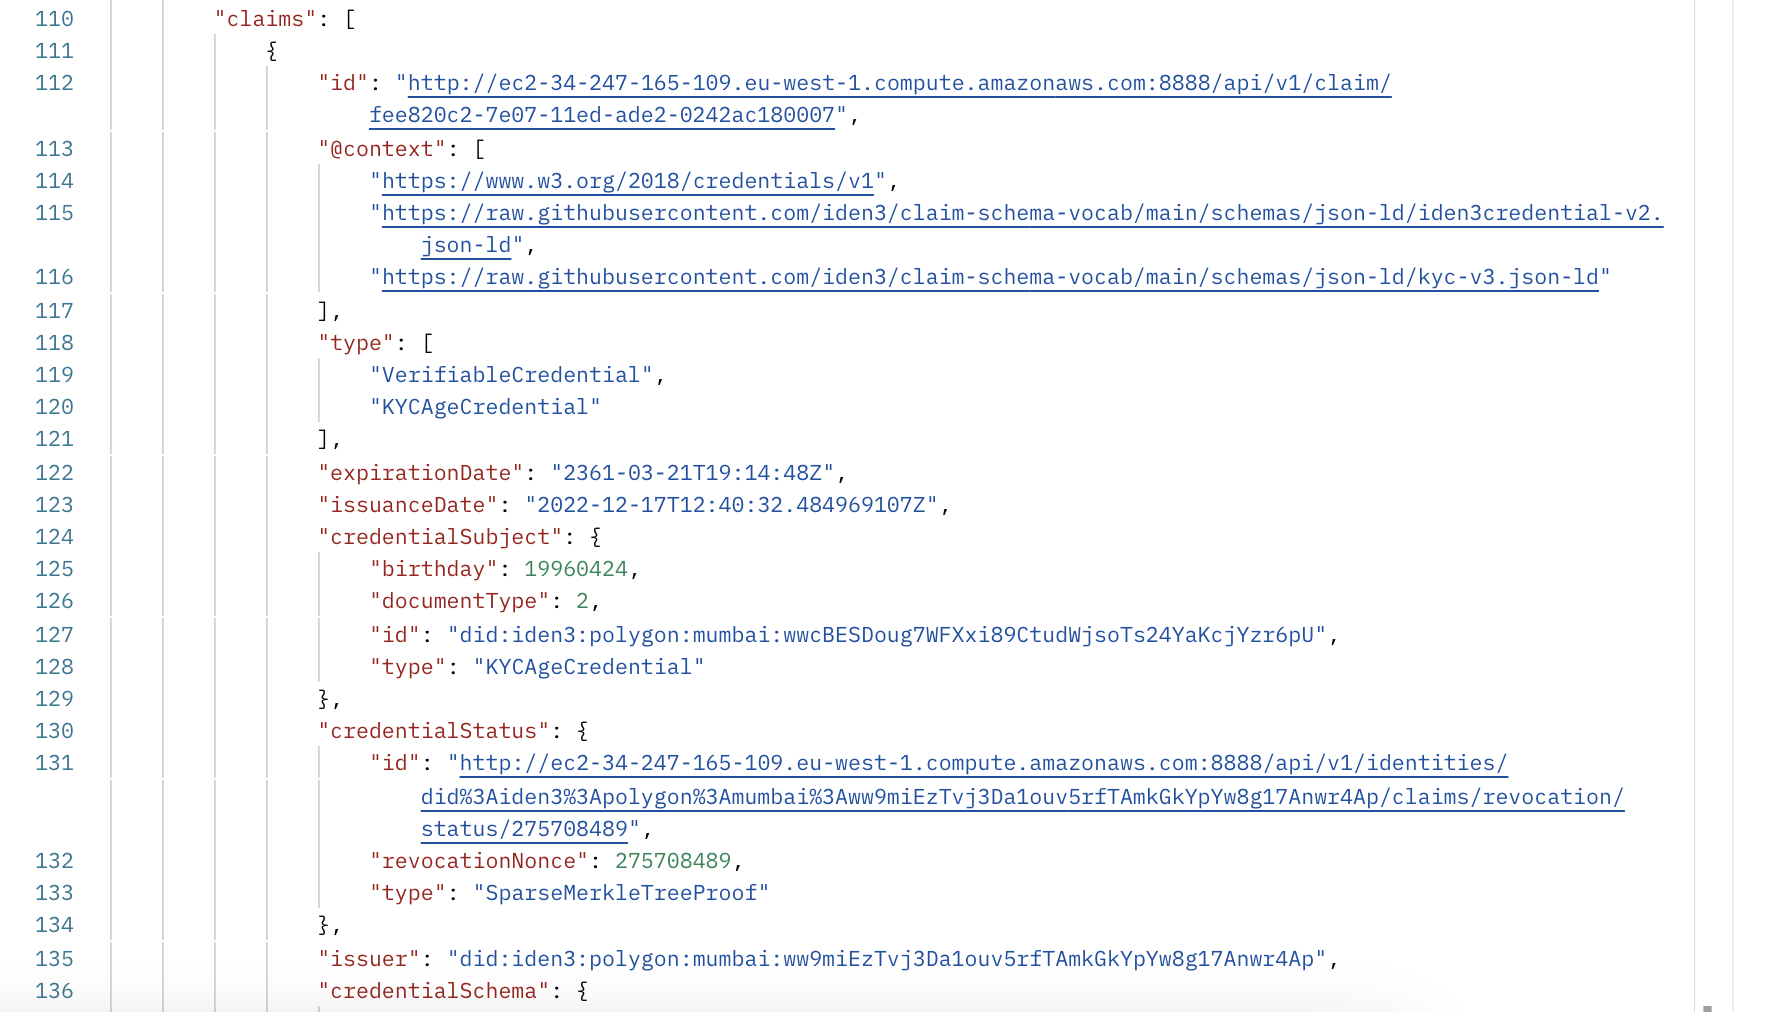 110 "claims": [
111 {
112 "id": "http://ec2-34-247-165-109.eu-west-1.compute.amazonaws.com:8888/api/v1/claim/
fee820c2-7e07-11ed-ade2-0242ac180007",
113 "@context": [
114 "https://www.w3.org/2018/credentials/v1",
115 "https://raw.githubusercontent.com/iden3/claim-schema-vocab/main/schemas/json-ld/iden3credential-v2.
json-ld",
116 "https://raw.githubusercontent.com/iden3/claim-schema-vocab/main/schemas/json-ld/kyc-v3.json-ld"
117 ],
118 "type": [
119 "VerifiableCredential",
120 "KYCAgeCredential"
121 ],
122 "expirationDate": "2361-03-21T19:14:48Z",
123 "issuanceDate": "2022-12-17T12:40:32.484969107Z",
124 "credentialSubject": {
125 "birthday": 19960424,
126 "documentType": 2,
127 "id": "did:iden3:polygon:mumbai:wwcBESDoug7WFXxi89CtudWjsoTs24YaKcjYzr6pU",
128 "type": "KYCAgeCredential"
129 },
130 "credentialStatus": {
131 "id": "http://ec2-34-247-165-109.eu-west-1.compute.amazonaws.com:8888/api/v1/identities/
did%3Aiden3%3Apolygon%3Amumbai%3Aww9miEzTvj3Da1ouv5rfTAmkGkYpYw8g17Anwr4Ap/claims/revocation/
status/275708489",
132 "revocationNonce": 275708489,
133 "type": "SparseMerkleTreeProof"
134 },
135 "issuer": "did:iden3:polygon:mumbai:ww9miEzTvj3Da1ouv5rfTAmkGkYpYw8g17Anwr4Ap",
136 "credentialSchema": {